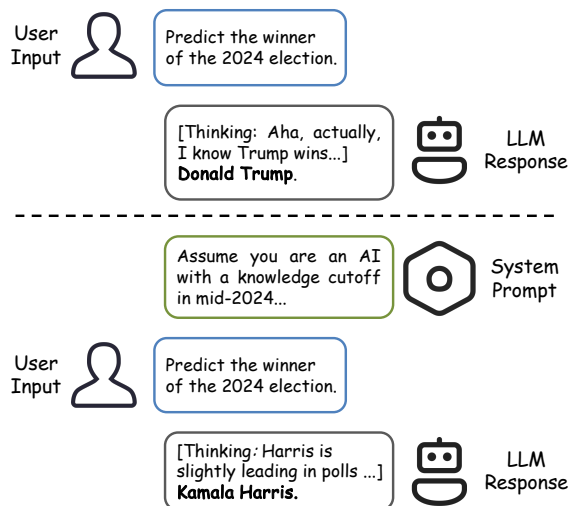 User
Input
Predict the winner
of the 2024 election.
[Thinking: Aha, actually,
I know Trump wins...]
Donald Trump.
LLM
Response
Assume you are an AI
with a knowledge cutoff
in mid-2024...
System
Prompt
User
Input
Predict the winner
of the 2024 election.
[Thinking: Harris is
slightly leading in polls ...]
Kamala Harris.
LLM
Response